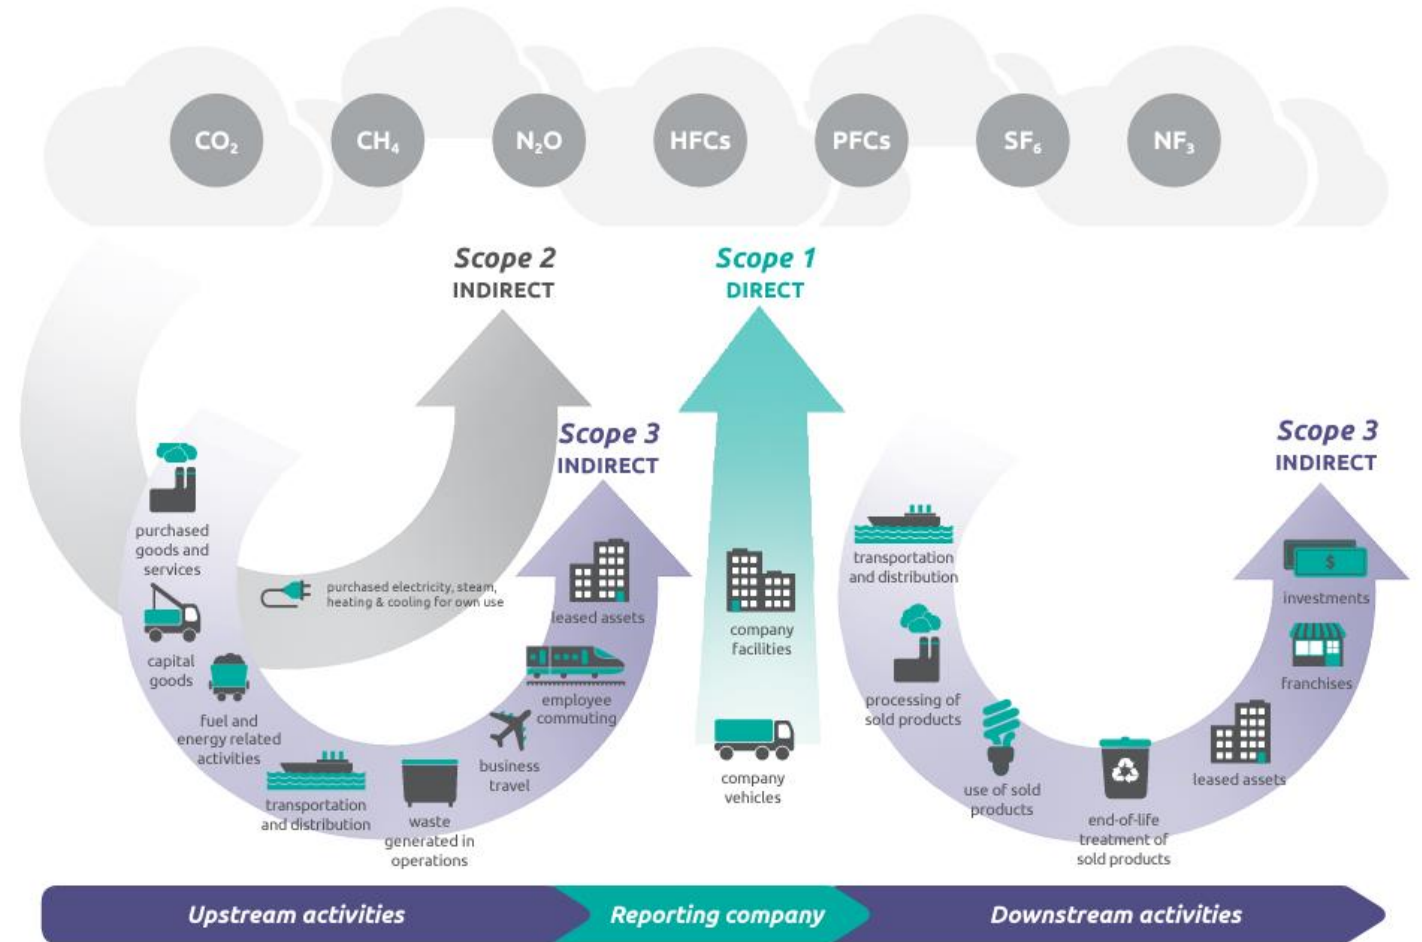 CO₂
CH₄
N₂O
HFCs
PFCs
SF₆
NF₃
Scope 2
INDIRECT
Scope 1
DIRECT
Scope 3
INDIRECT
Scope 3
INDIRECT
purchased
goods and
services
capital
goods
fuel and
energy related
activities
transportation
and distribution
waste
generated in
operations
business
travel
employee
commuting
leased assets
purchased electricity, steam,
heating & cooling for own use
company
facilities
company
vehicles
transportation
and distribution
processing of
sold products
use of sold
products
end-of-life
treatment of
sold products
leased assets
franchises
$
investments
Upstream activities
Reporting company
Downstream activities